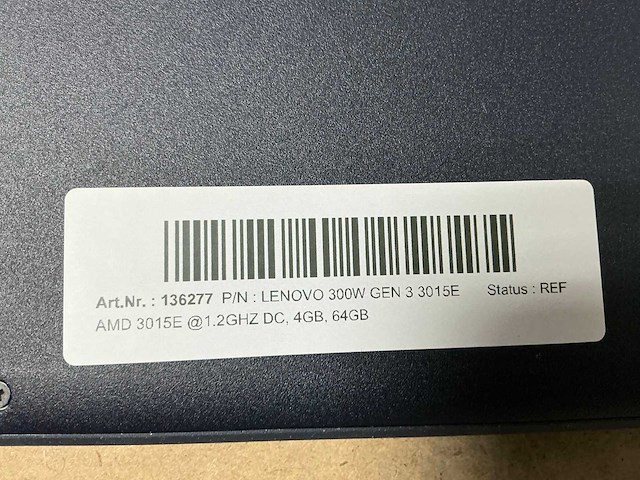 Art.Nr. : 136277 P/N : LENOVO 300W GEN 3 3015E Status : REF
AMD 3015E @1.2GHZ DC, 4GB, 64GB